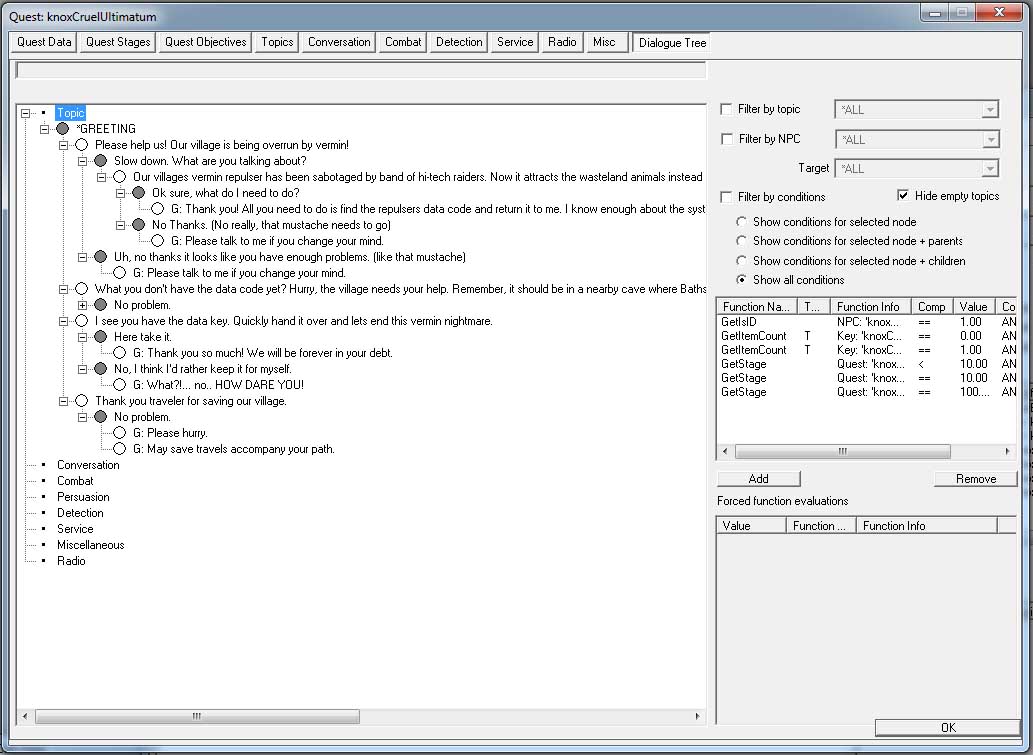 Quest: knoxCruelUltimatum
Quest Data Quest Stages Quest Objectives Topics Conversation Combat Detection Service Radio Misc Dialogue Tree
Topic
*GREETING
Please help us! Our village is being overrun by vermin!
Slow down. What are you talking about?
Our villages vermin repulser has been sabotaged by band of hi-tech raiders. Now it attracts the wasteland animals instead
Ok sure, what do I need to do?
G: Thank you! All you need to do is find the repulsers data code and return it to me. I know enough about the syst
No Thanks. (No really, that mustache needs to go)
G: Please talk to me if you change your mind.
Uh, no thanks it looks like you have enough problems. (like that mustache)
G: Please talk to me if you change your mind.
What you don't have the data code yet? Hurry, the village needs your help. Remember, it should be in a nearby cave where Baths
No problem.
I see you have the data key. Quickly hand it over and lets end this vermin nightmare.
Here take it.
G: Thank you so much! We will be forever in your debt.
No, I think I'd rather keep it for myself.
G: What?!... no.. HOW DARE YOU!
Thank you traveler for saving our village.
No problem.
G: Please hurry.
G: May save travels accompany your path.
Conversation
Combat
Persuasion
Detection
Service
Miscellaneous
Radio
Filter by topic *ALL
Filter by NPC *ALL
Target *ALL
Filter by conditions Hide empty topics
Show conditions for selected node
Show conditions for selected node + parents
Show conditions for selected node + children
Show all conditions
Function Na... T... Function Info Comp Value Co
GetIsID NPC: 'knox... == 1.00 AN
GetItemCount T Key: 'knoxC... == 0.00 AN
GetItemCount T Key: 'knoxC... == 1.00 AN
GetStage Quest: 'knox... < 10.00 AN
GetStage Quest: 'knox... == 10.00 AN
GetStage Quest: 'knox... == 100.... AN
Add Remove
Forced function evaluations
Value Function ... Function Info
OK